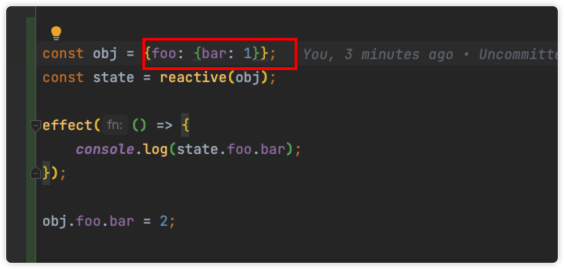 const obj = {foo: {bar: 1}}; You, 3 minutes ago • Uncommitte
const state = reactive(obj);
effect( fn: () => {
console.log(state.foo.bar);
});
obj.foo.bar = 2;